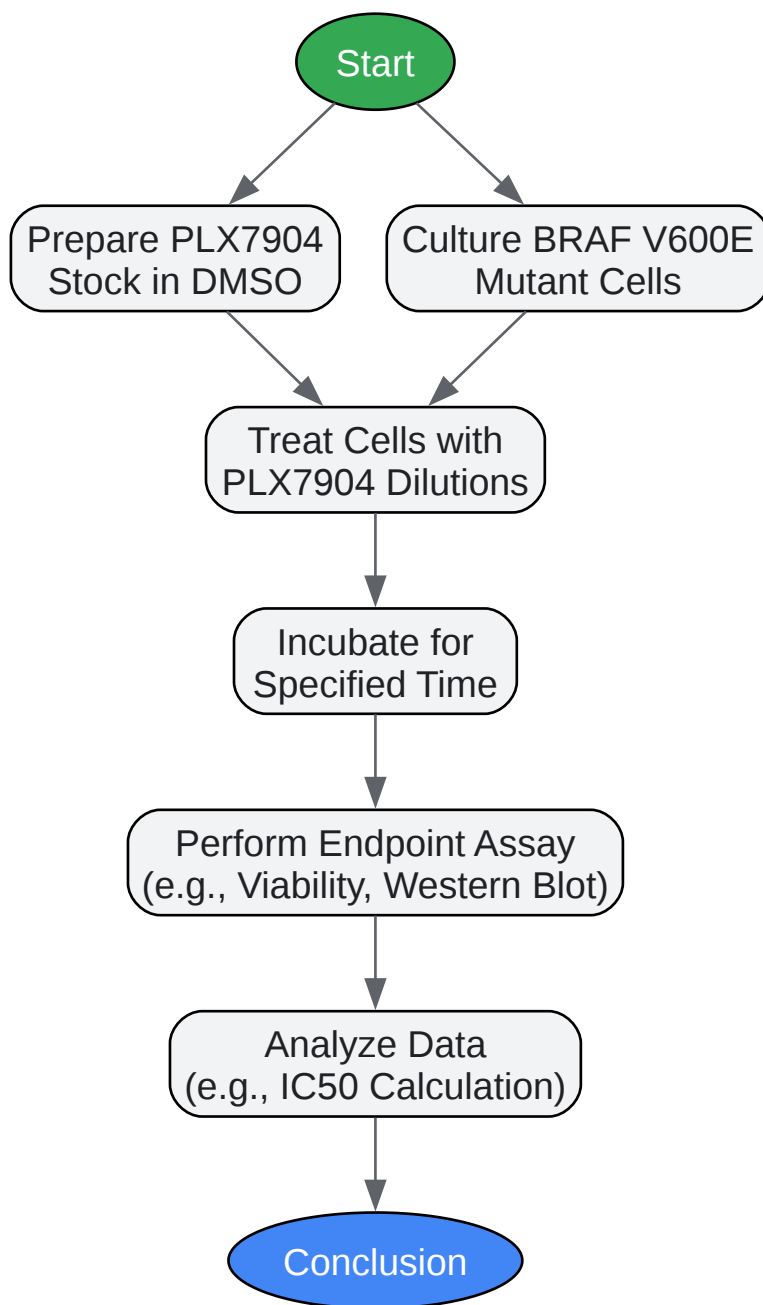 Start
Prepare PLX7904
Stock in DMSO
Culture BRAF V600E
Mutant Cells
Treat Cells with
PLX7904 Dilutions
Incubate for
Specified Time
Perform Endpoint Assay
(e.g., Viability, Western Blot)
Analyze Data
(e.g., IC50 Calculation)
Conclusion